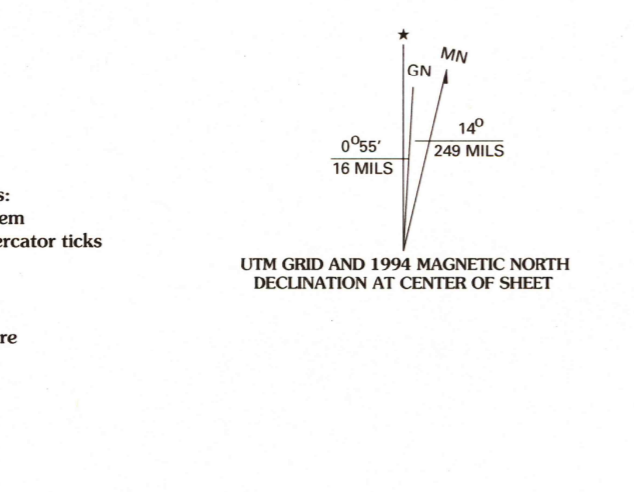 ★
MN
GN
14°
249 MILS
0°55'
16 MILS
s:
em
ercator ticks
UTM GRID AND 1994 MAGNETIC NORTH
DECLINATION AT CENTER OF SHEET
re